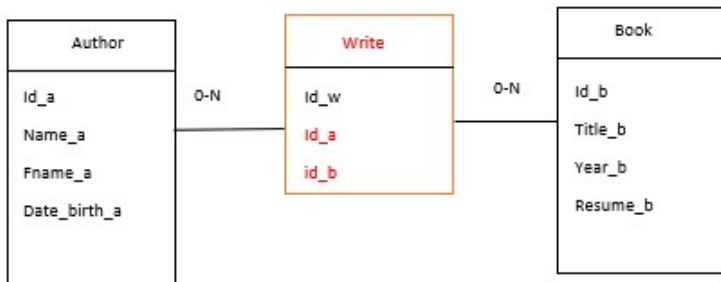 Author
Id_a
Name_a
Fname_a
Date_birth_a
0-N
Write
Id_w
Id_a
id_b
0-N
Book
Id_b
Title_b
Year_b
Resume_b